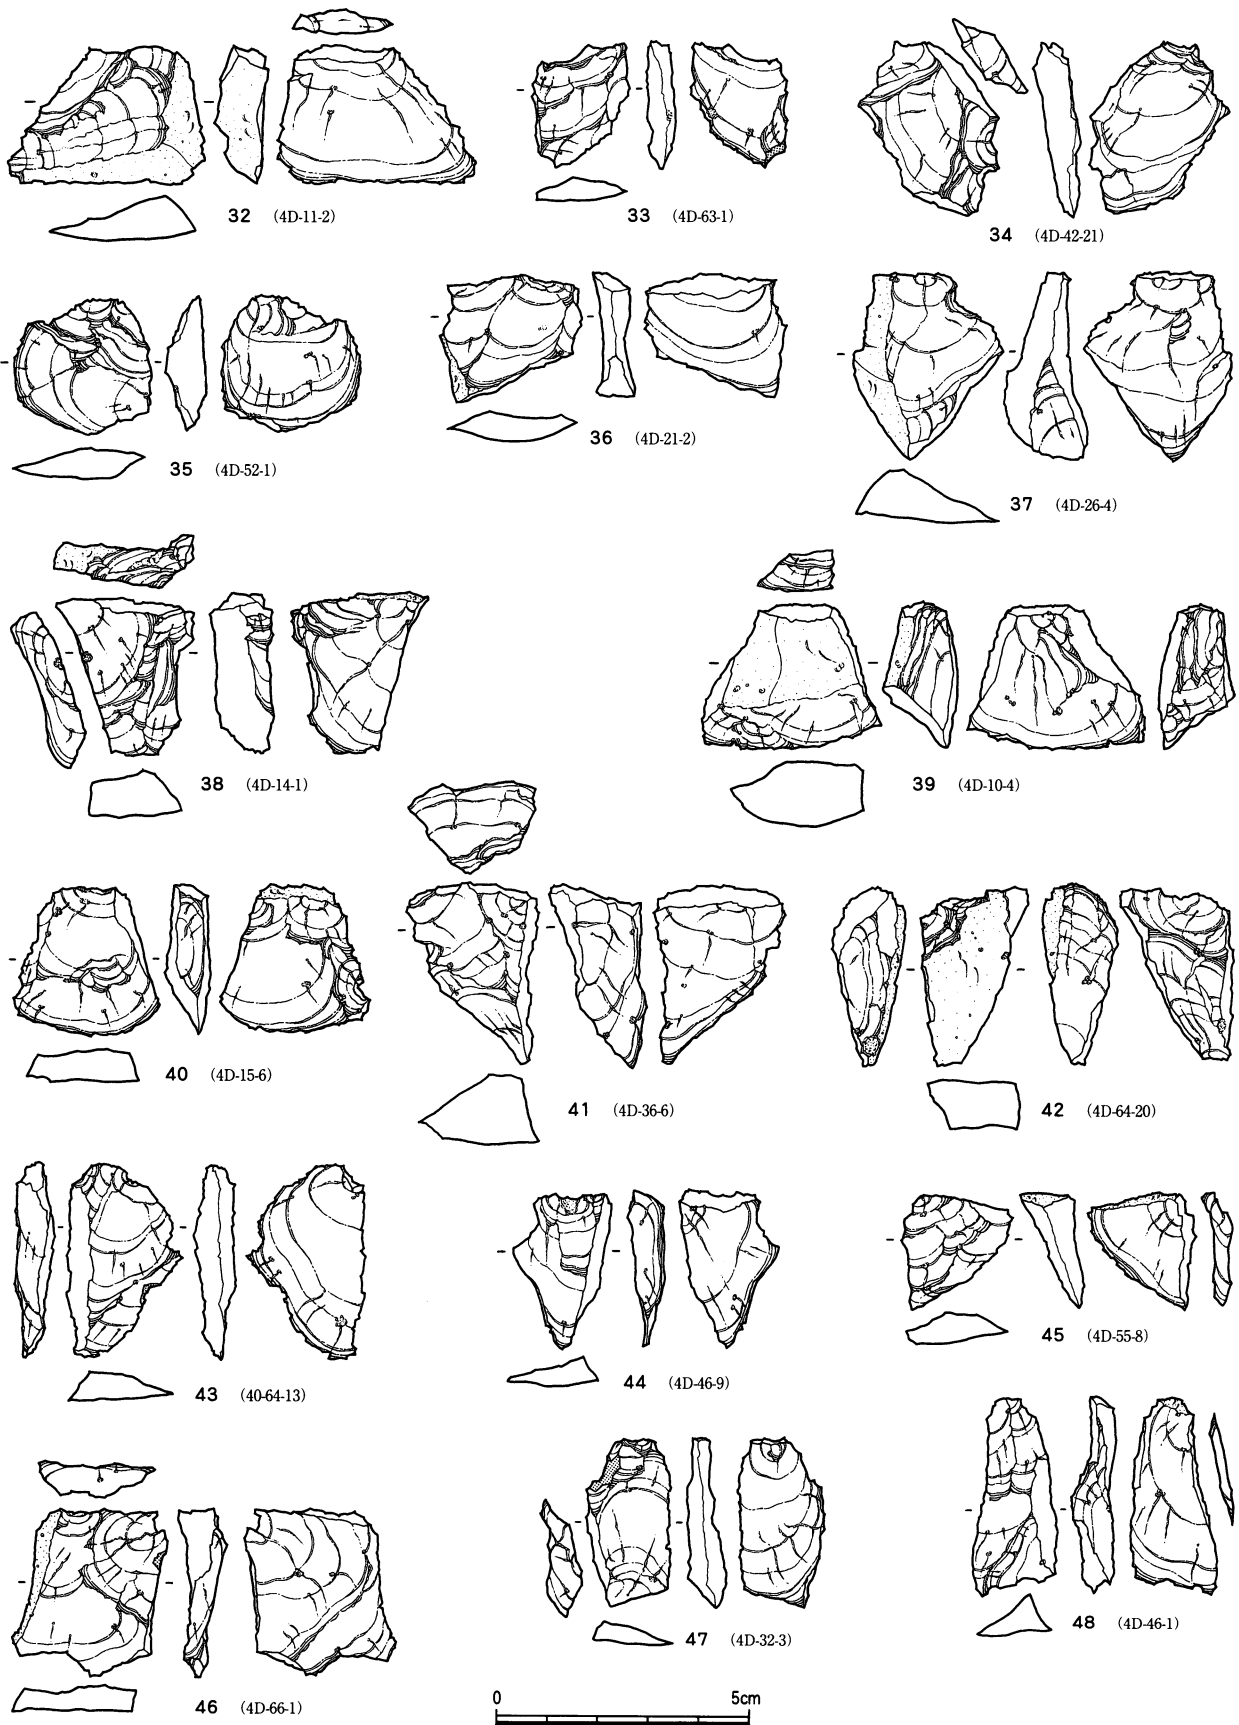 32 (4D-11-2)
33 (4D-63-1)
34 (4D-42-21)
35 (4D-52-1)
36 (4D-21-2)
37 (4D-26-4)
38 (4D-14-1)
39 (4D-10-4)
40 (4D-15-6)
41 (4D-36-6)
42 (4D-64-20)
43 (40-64-13)
44 (4D-46-9)
45 (4D-55-8)
46 (4D-66-1)
47 (4D-32-3)
48 (4D-46-1)
0 5cm